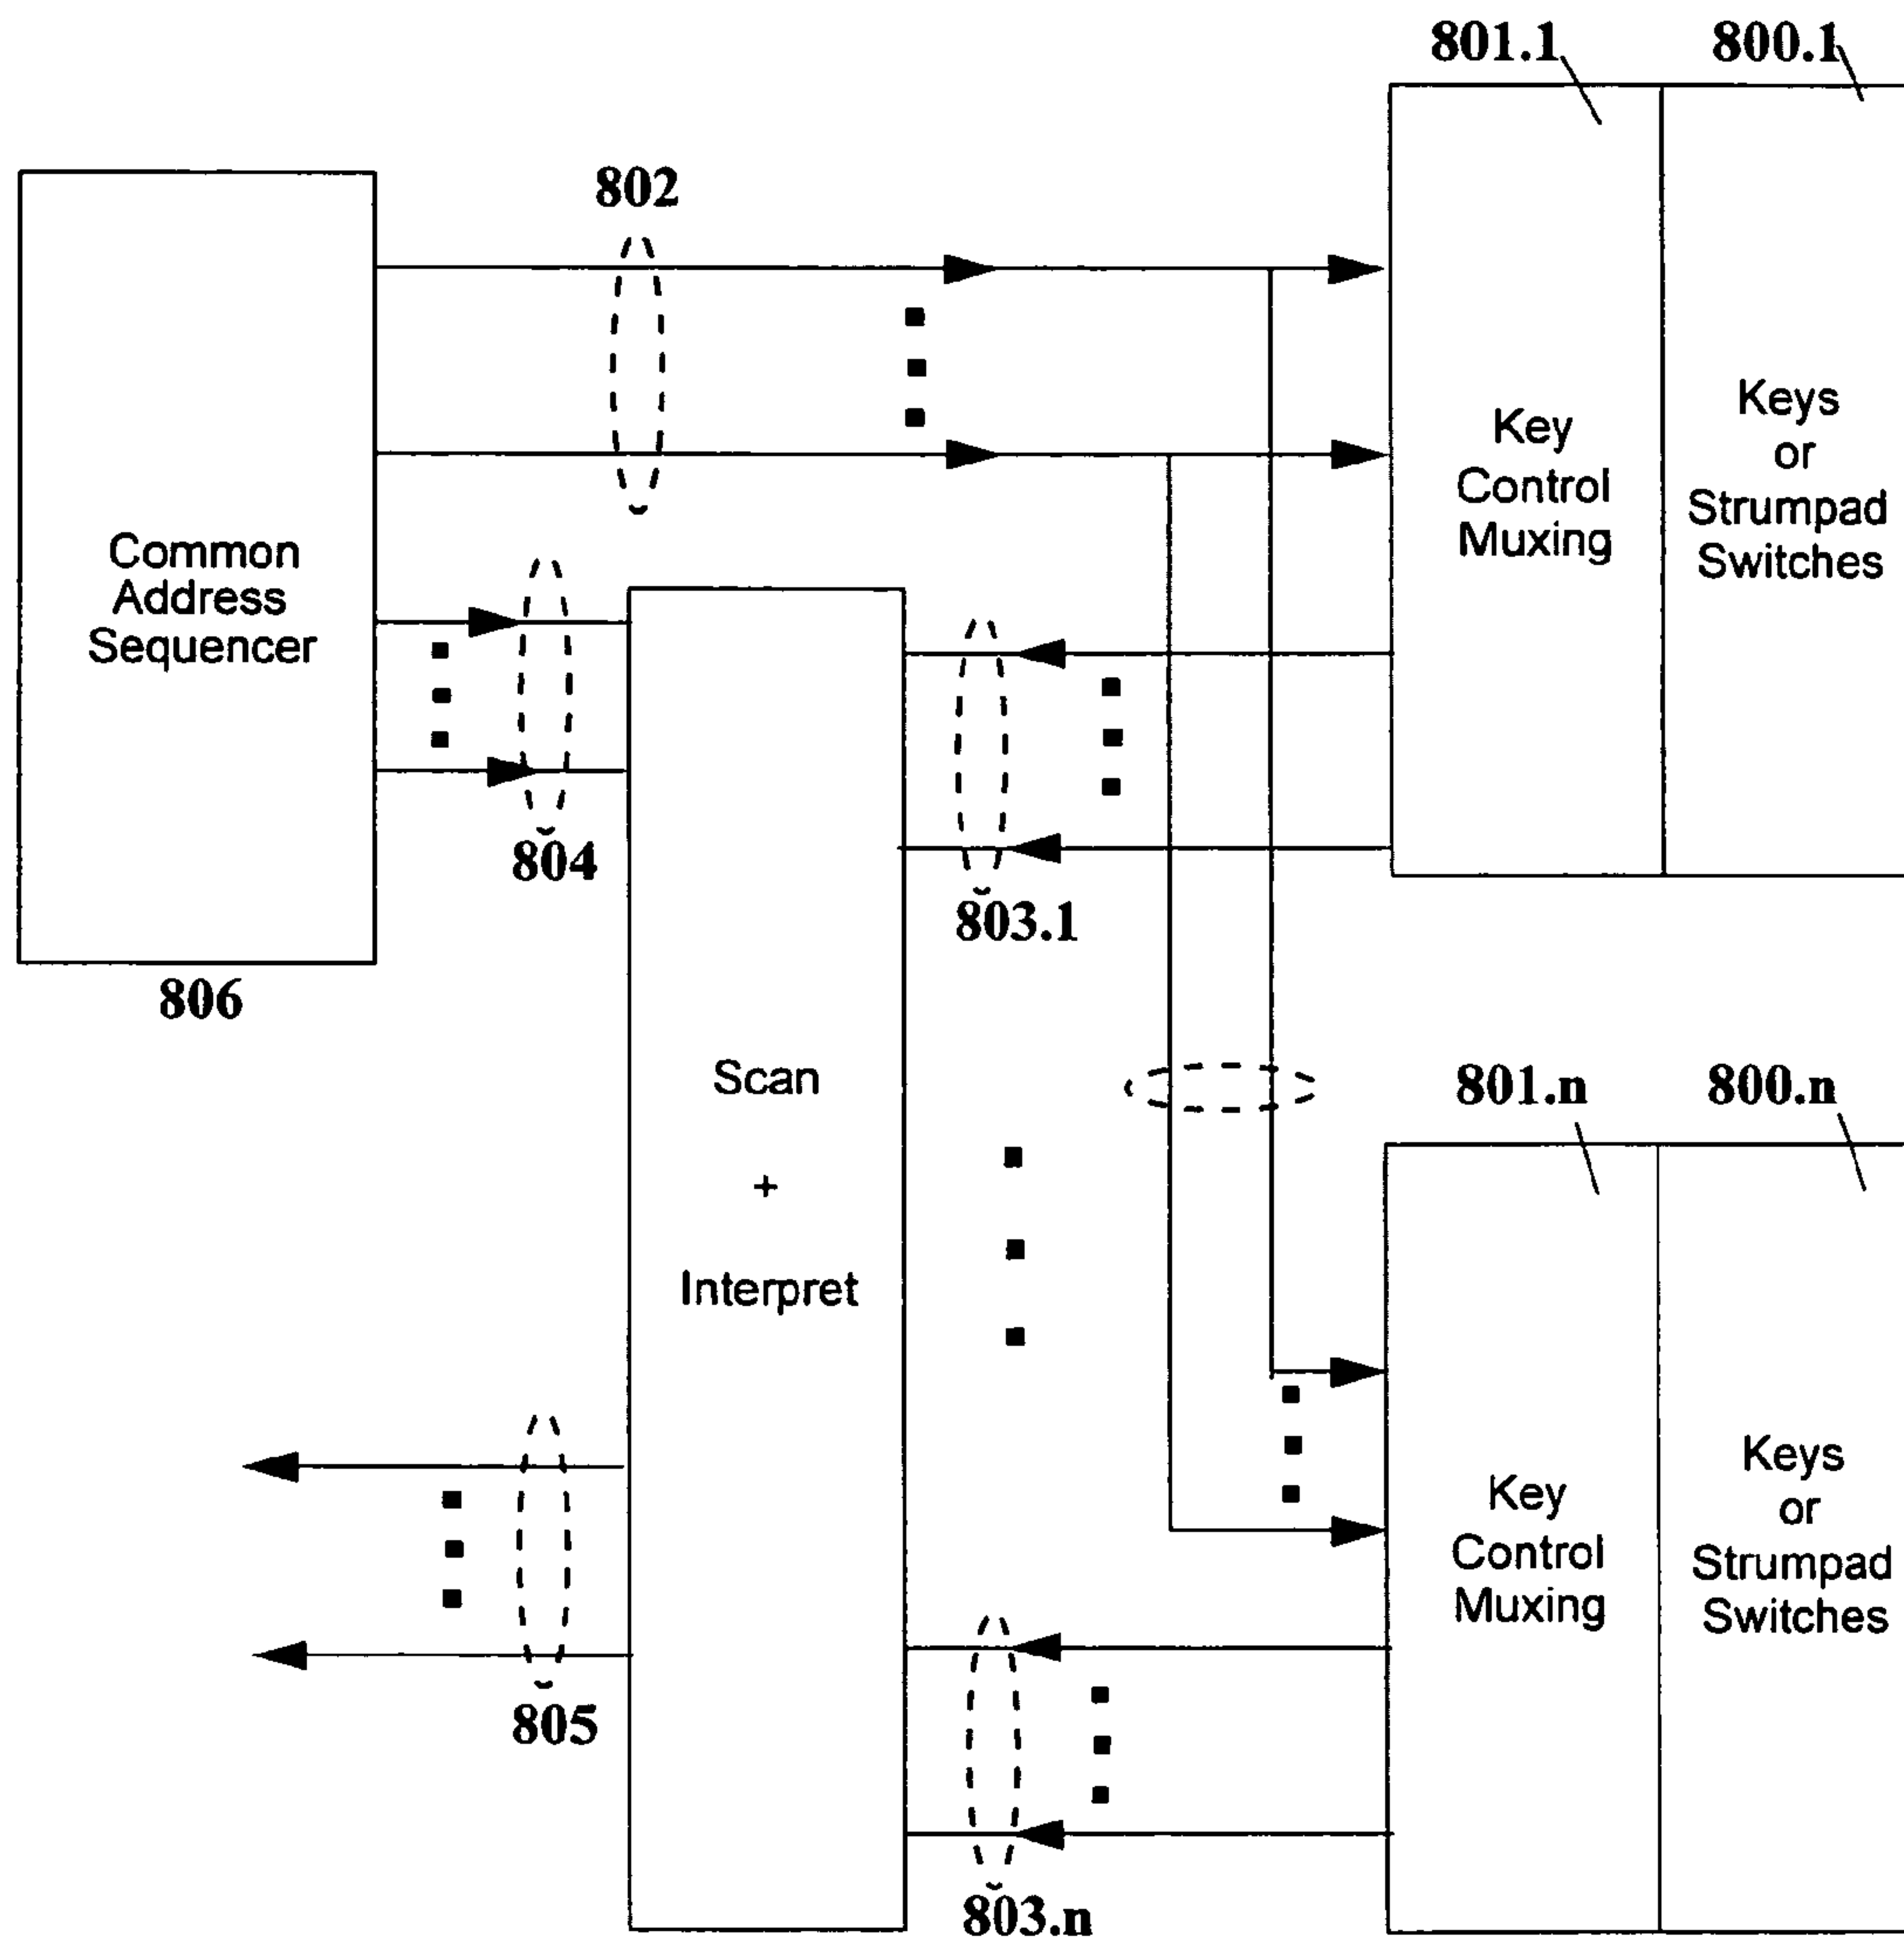 801.1
800.1
802
Key
Control
Muxing
Keys
or
Strumpad
Switches
Common
Address
Sequencer
804
803.1
806
Scan
+
Interpret
801.n
800.n
Key
Control
Muxing
Keys
or
Strumpad
Switches
805
803.n